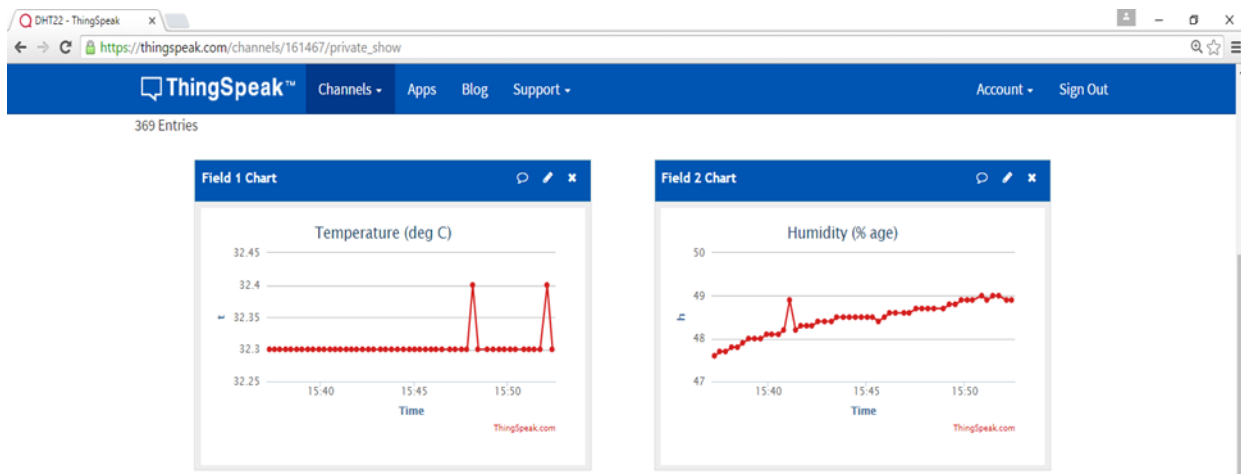 DHT22 - ThingSpeak
https://thingspeak.com/channels/161467/private_show
ThingSpeak™ Channels Apps Blog Support Account Sign Out
369 Entries
Field 1 Chart
Temperature (deg C)
32.45
32.4
32.35
32.3
32.25
t
15:40 15:45 15:50
Time
ThingSpeak.com
Field 2 Chart
Humidity (% age)
50
49
48
47
h
15:40 15:45 15:50
Time
ThingSpeak.com